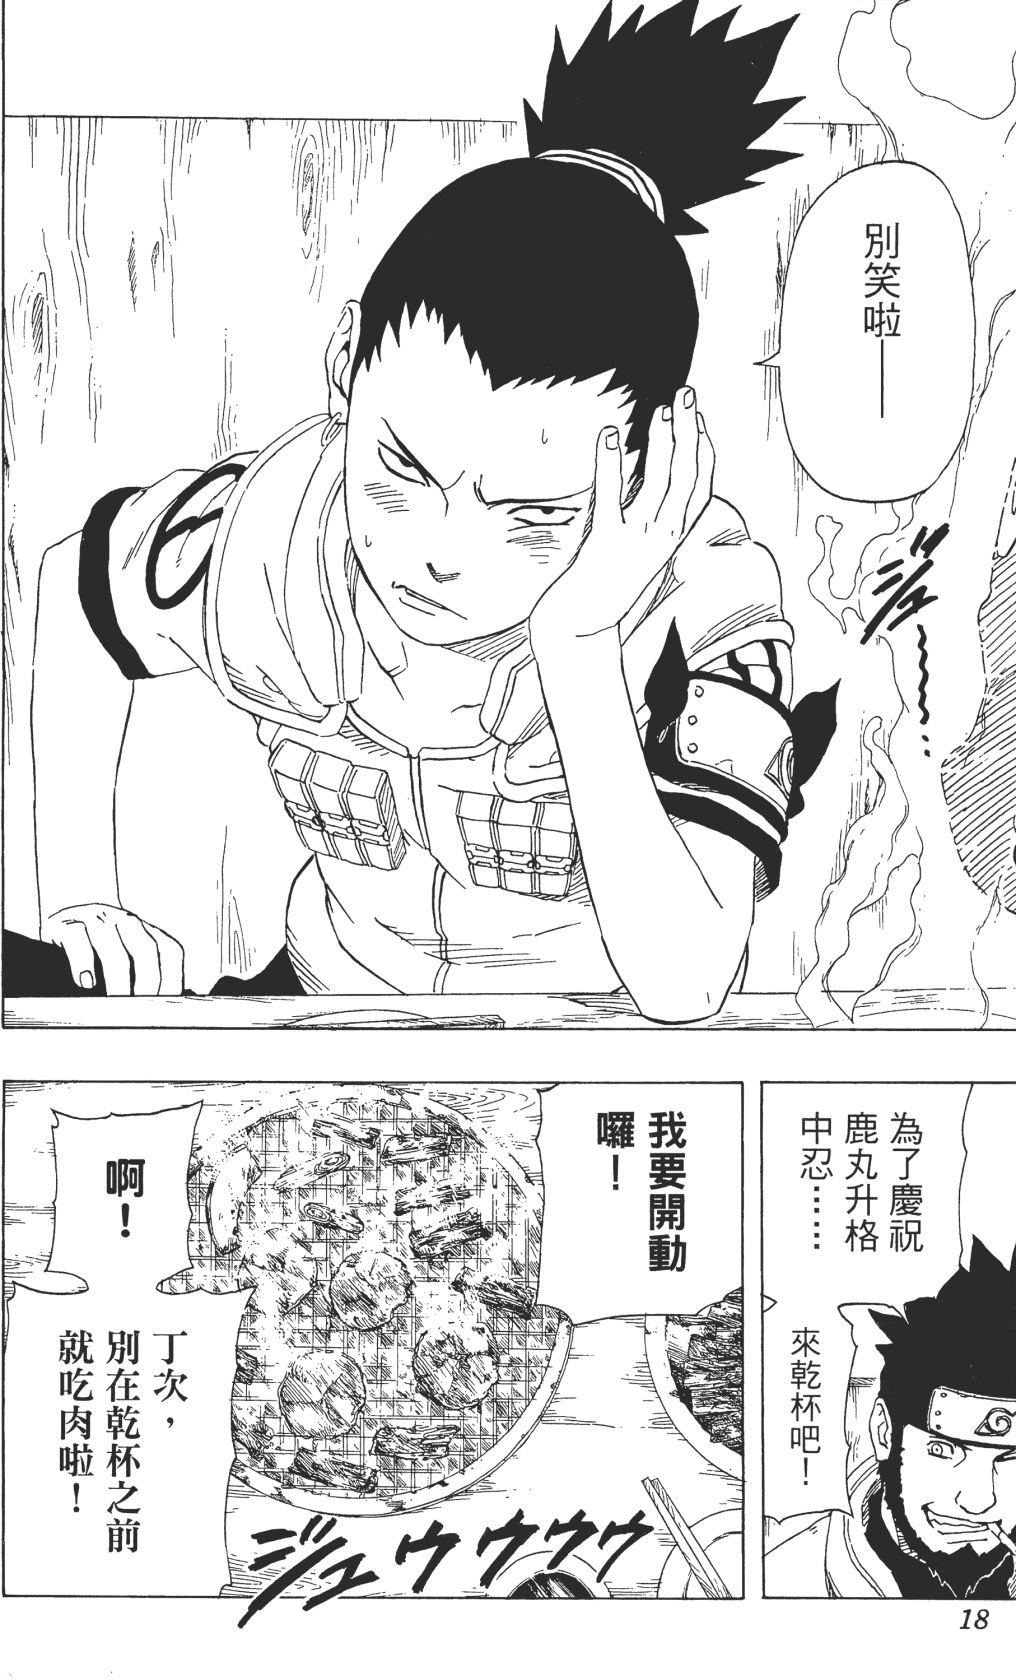 別笑啦——
ジュ〜〜…
為了慶祝
鹿丸升格
中忍……
來乾杯吧！
我要開動
囉！
啊！
丁次，
別在乾杯之前
就吃肉啦！
ジュウウウウ
18